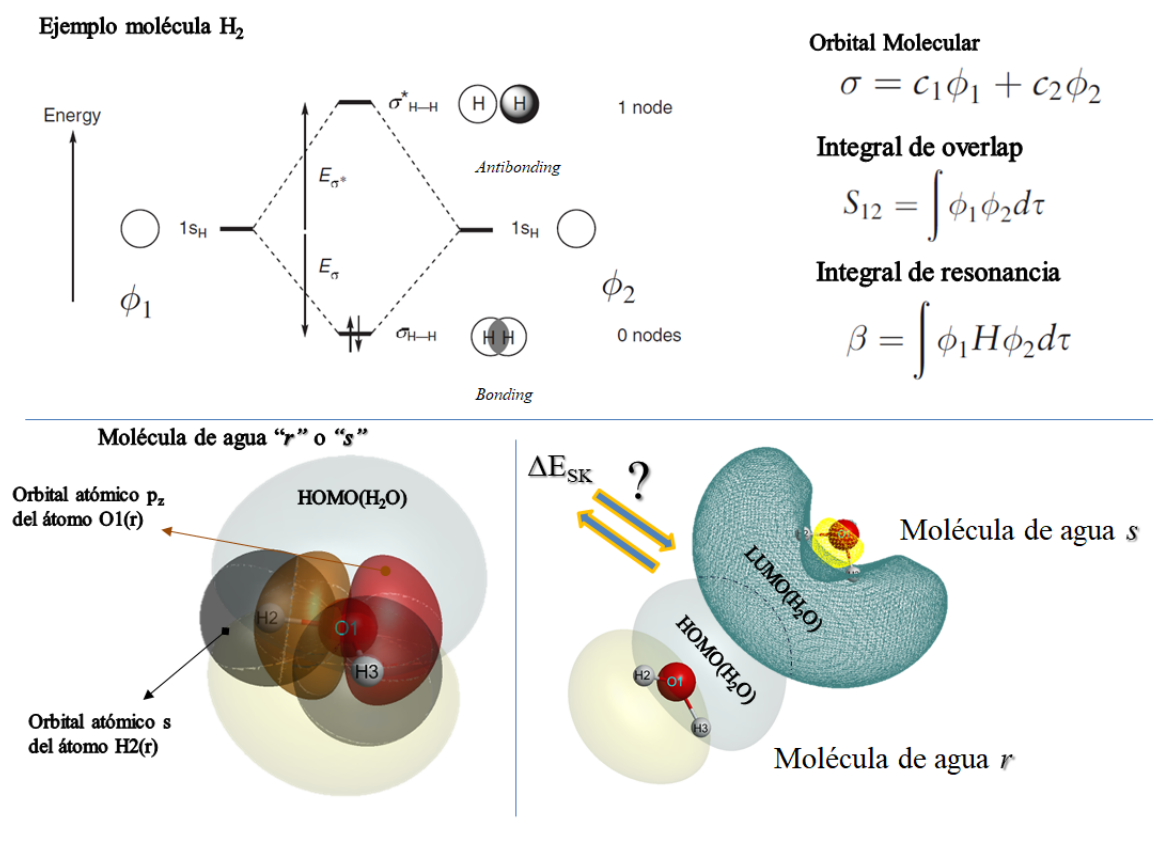 Ejemplo molécula H₂
Energy
σ*H—H
H H
1 node
Antibonding
Eσ*
1sH
1sH
Eσ
ϕ₁
ϕ₂
σH—H
H H
0 nodes
Bonding
Orbital Molecular
σ = c₁ϕ₁ + c₂ϕ₂
Integral de overlap
S₁₂ = ∫ ϕ₁ϕ₂dτ
Integral de resonancia
β = ∫ ϕ₁Hϕ₂dτ
Molécula de agua “r” o “s”
Orbital atómico pz
del átomo O1(r)
HOMO(H₂O)
H2
O1
H3
Orbital atómico s
del átomo H2(r)
ΔESK
?
Molécula de agua s
LUMO(H₂O)
HOMO(H₂O)
H2
O1
H3
Molécula de agua r